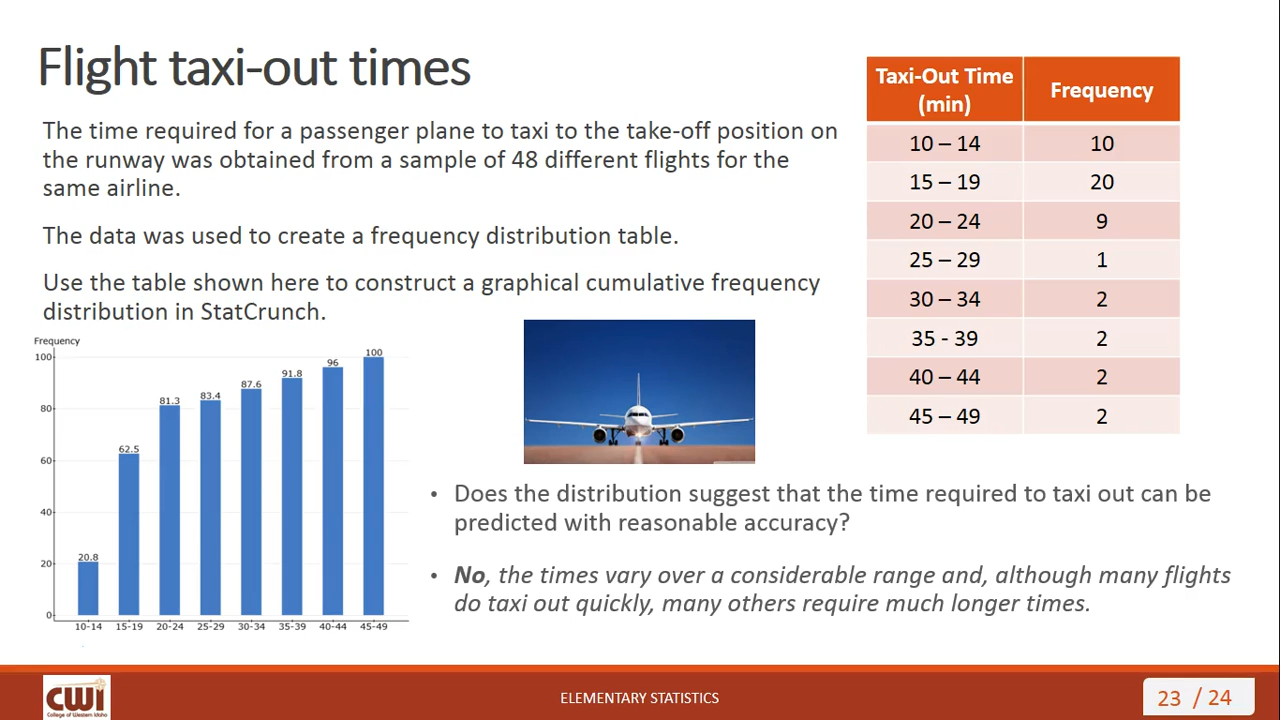 Flight taxi-out times
The time required for a passenger plane to taxi to the take-off position on
the runway was obtained from a sample of 48 different flights for the
same airline.
The data was used to create a frequency distribution table.
Use the table shown here to construct a graphical cumulative frequency
distribution in StatCrunch.
Taxi-Out Time
(min)
Frequency
10 – 14 10
15 – 19 20
20 – 24 9
25 – 29 1
30 – 34 2
35 - 39 2
40 – 44 2
45 – 49 2
Frequency
100
80
60
40
20
0
20.8
62.5
81.3
83.4
87.6
91.8
96
100
10-14 15-19 20-24 25-29 30-34 35-39 40-44 45-49
• Does the distribution suggest that the time required to taxi out can be
predicted with reasonable accuracy?
• No, the times vary over a considerable range and, although many flights
do taxi out quickly, many others require much longer times.
CWI
College of Western Idaho
ELEMENTARY STATISTICS
23 / 24